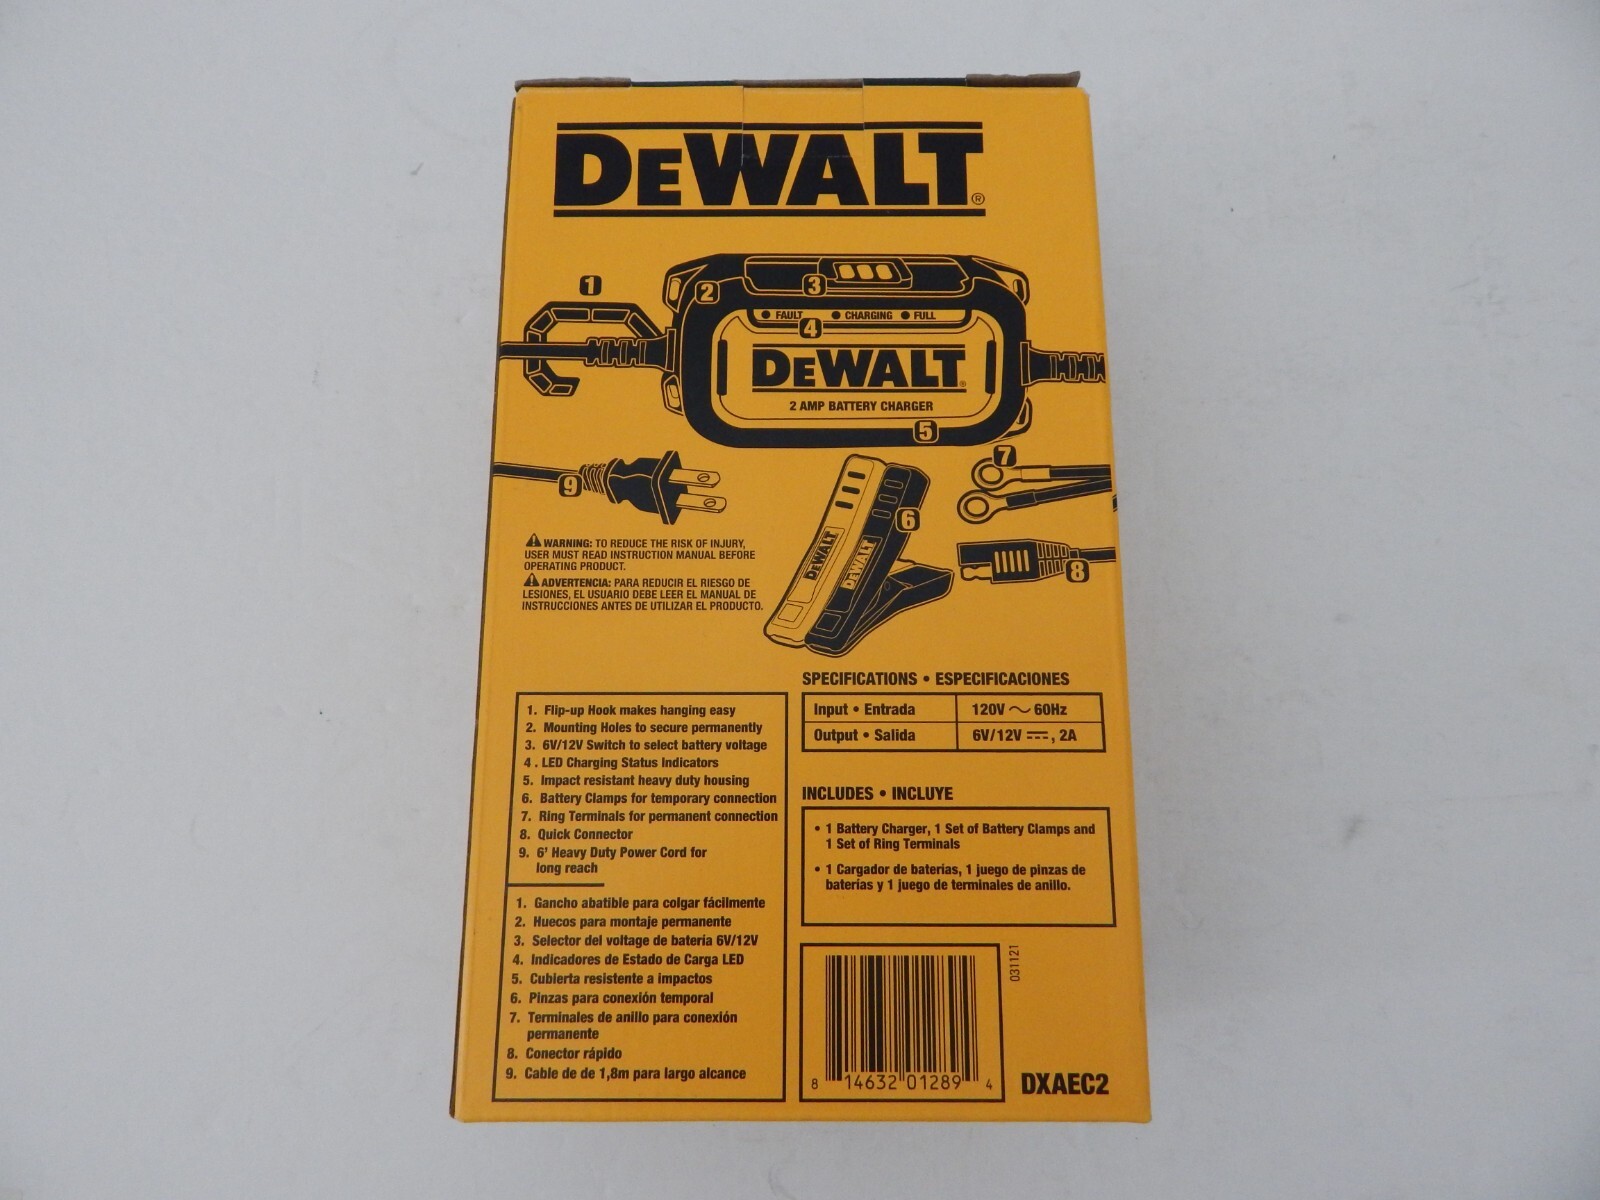 DEWALT®
1
2
3
FAULT
4
CHARGING
FULL
DEWALT®
2 AMP BATTERY CHARGER
5
9
7
6
8
DEWALT
DEWALT
WARNING: TO REDUCE THE RISK OF INJURY,
USER MUST READ INSTRUCTION MANUAL BEFORE
OPERATING PRODUCT.
ADVERTENCIA: PARA REDUCIR EL RIESGO DE
LESIONES, EL USUARIO DEBE LEER EL MANUAL DE
INSTRUCCIONES ANTES DE UTILIZAR EL PRODUCTO.
1. Flip-up Hook makes hanging easy
2. Mounting Holes to secure permanently
3. 6V/12V Switch to select battery voltage
4 . LED Charging Status Indicators
5. Impact resistant heavy duty housing
6. Battery Clamps for temporary connection
7. Ring Terminals for permanent connection
8. Quick Connector
9. 6' Heavy Duty Power Cord for
long reach
1. Gancho abatible para colgar fácilmente
2. Huecos para montaje permanente
3. Selector del voltage de batería 6V/12V
4. Indicadores de Estado de Carga LED
5. Cubierta resistente a impactos
6. Pinzas para conexión temporal
7. Terminales de anillo para conexión
permanente
8. Conector rápido
9. Cable de de 1,8m para largo alcance
SPECIFICATIONS • ESPECIFICACIONES
Input • Entrada 120V ~ 60Hz
Output • Salida 6V/12V ⎓, 2A
INCLUDES • INCLUYE
• 1 Battery Charger, 1 Set of Battery Clamps and
1 Set of Ring Terminals
• 1 Cargador de baterías, 1 juego de pinzas de
baterías y 1 juego de terminales de anillo.
031121
8 14632 01289 4
DXAEC2